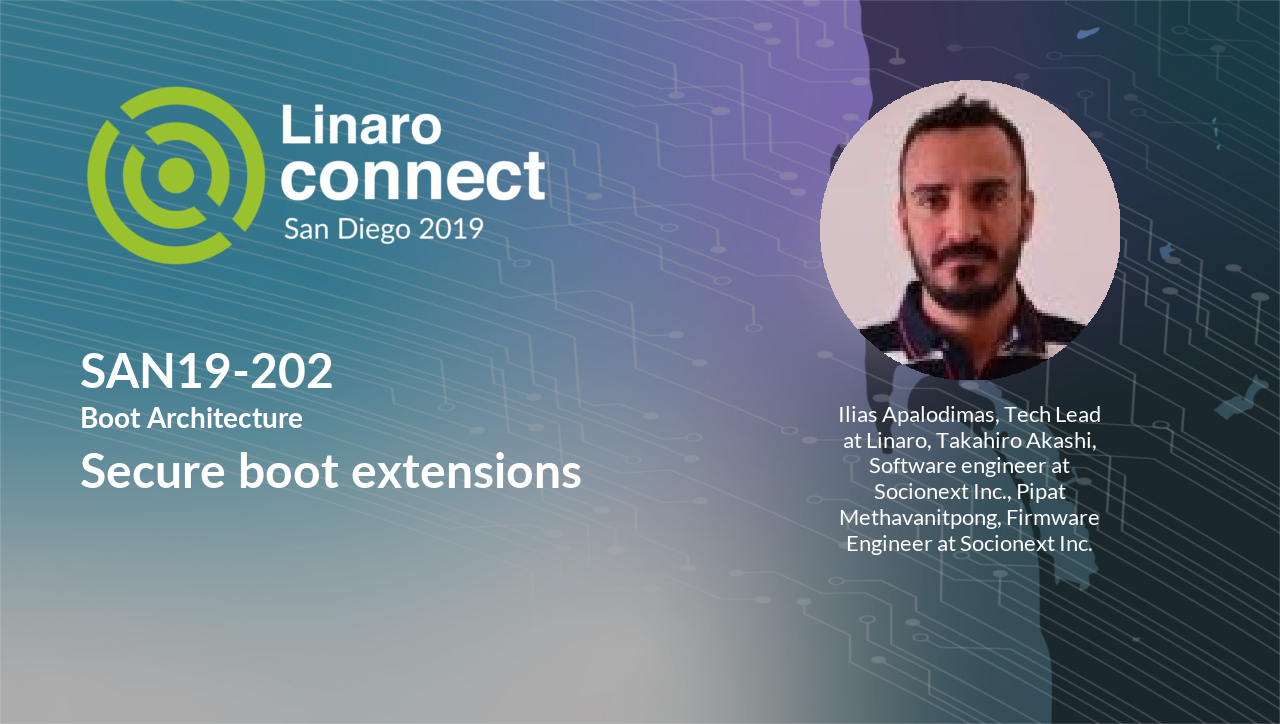 Linaro
connect
San Diego 2019
SAN19-202
Boot Architecture
Secure boot extensions
Ilias Apalodimas, Tech Lead
at Linaro, Takahiro Akashi,
Software engineer at
Socionext Inc., Pipat
Methavanitpong, Firmware
Engineer at Socionext Inc.